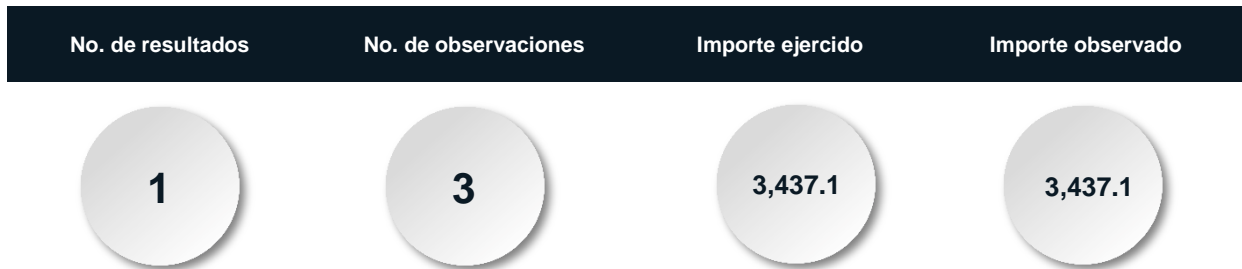 No. de resultados No. de observaciones Importe ejercido Importe observado
1 3 3,437.1 3,437.1